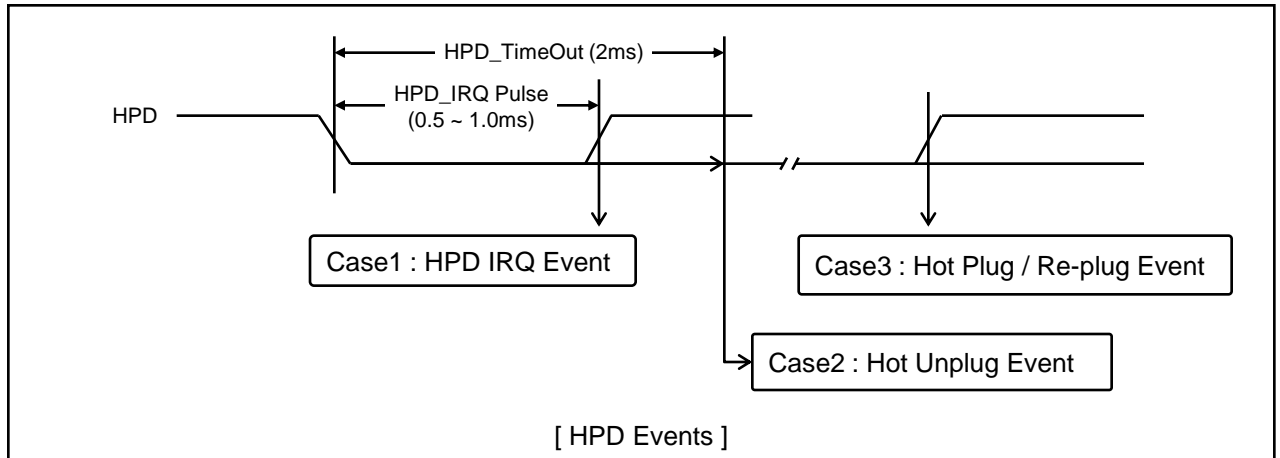 HPD_TimeOut (2ms)
HPD_IRQ Pulse
(0.5 ~ 1.0ms)
HPD
Case1 : HPD IRQ Event
Case3 : Hot Plug / Re-plug Event
Case2 : Hot Unplug Event
[ HPD Events ]